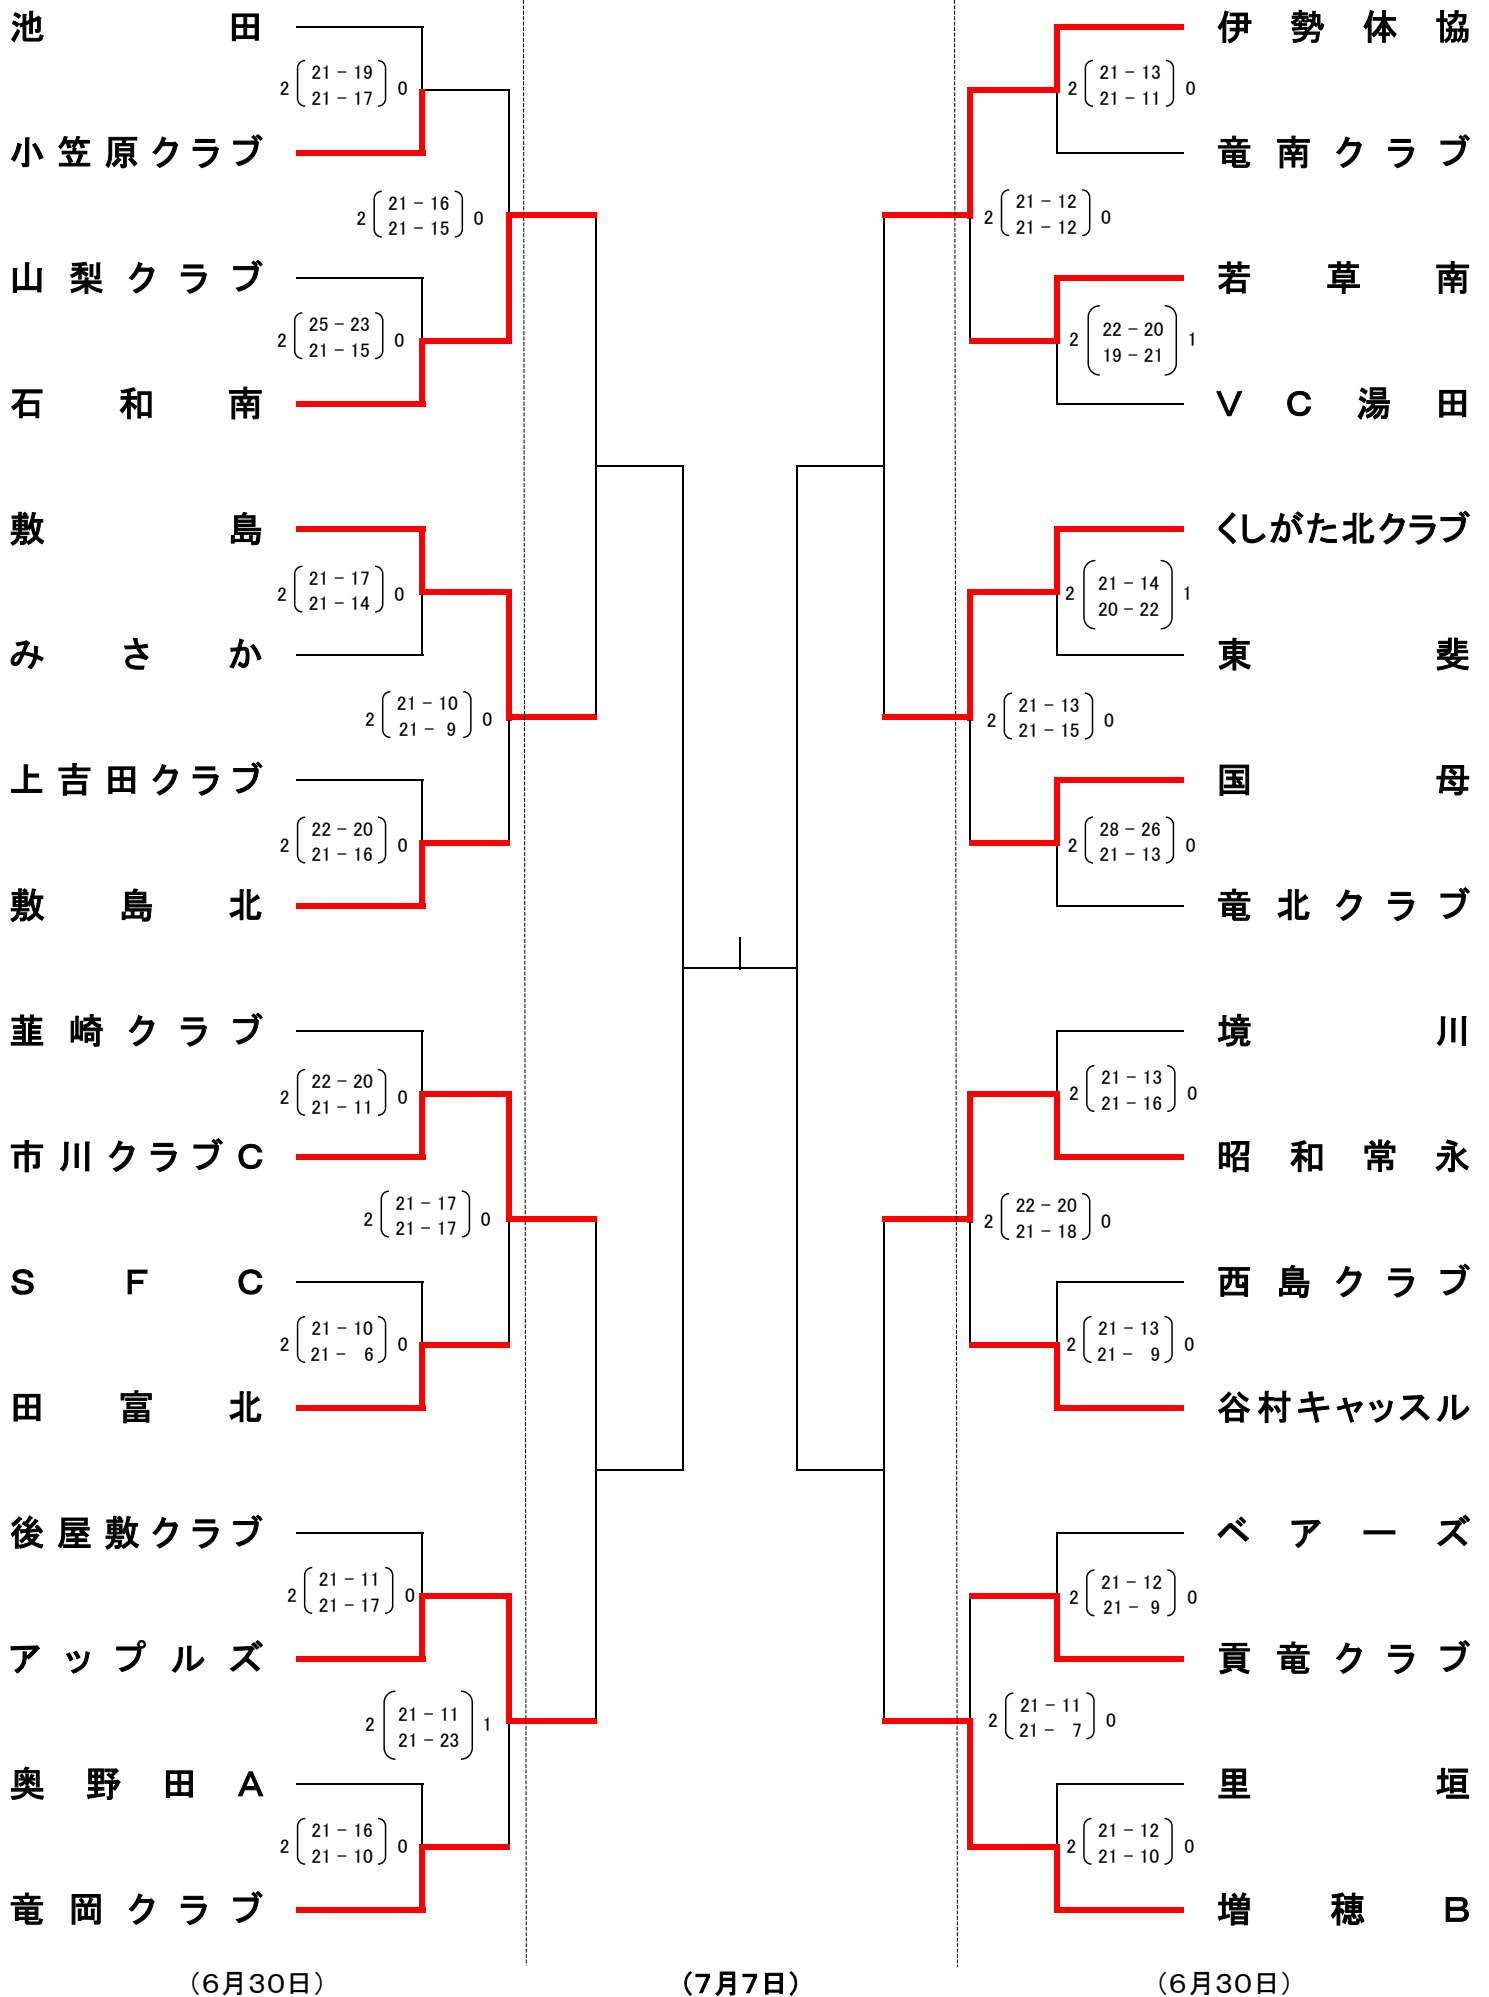 池田
2 21 − 19 0
21 − 17
小笠原クラブ
2 21 − 16 0
21 − 15
山梨クラブ
2 25 − 23 0
21 − 15
石和南
敷島
2 21 − 17 0
21 − 14
みさか
2 21 − 10 0
21 − 9
上吉田クラブ
2 22 − 20 0
21 − 16
敷島北
韮崎クラブ
2 22 − 20 0
21 − 11
市川クラブC
2 21 − 17 0
21 − 17
SFC
2 21 − 10 0
21 − 6
田富北
後屋敷クラブ
2 21 − 11 0
21 − 17
アップルズ
2 21 − 11 1
21 − 23
奥野田A
2 21 − 16 0
21 − 10
竜岡クラブ
(6月30日)
(7月7日)
伊勢体協
2 21 − 13 0
21 − 11
竜南クラブ
2 21 − 12 0
21 − 12
若草南
2 22 − 20 1
19 − 21
VC湯田
くしがた北クラブ
2 21 − 14 1
20 − 22
東斐
2 21 − 13 0
21 − 15
国母
2 28 − 26 0
21 − 13
竜北クラブ
境川
2 21 − 13 0
21 − 16
昭和常永
2 22 − 20 0
21 − 18
西島クラブ
2 21 − 13 0
21 − 9
谷村キャッスル
ベアーズ
2 21 − 12 0
21 − 9
貢竜クラブ
2 21 − 11 0
21 − 7
里垣
2 21 − 12 0
21 − 10
増穂B
(6月30日)